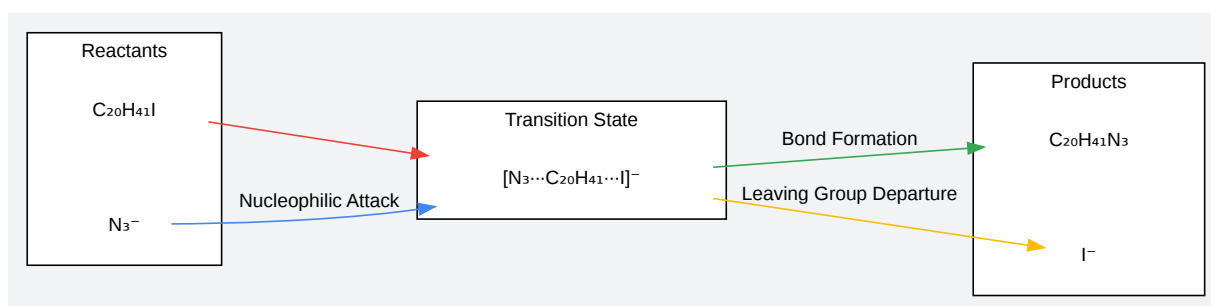 Reactants
C₂₀H₄₁I
N₃⁻
Nucleophilic Attack
Transition State
[N₃···C₂₀H₄₁···I]⁻
Bond Formation
Leaving Group Departure
Products
C₂₀H₄₁N₃
I⁻